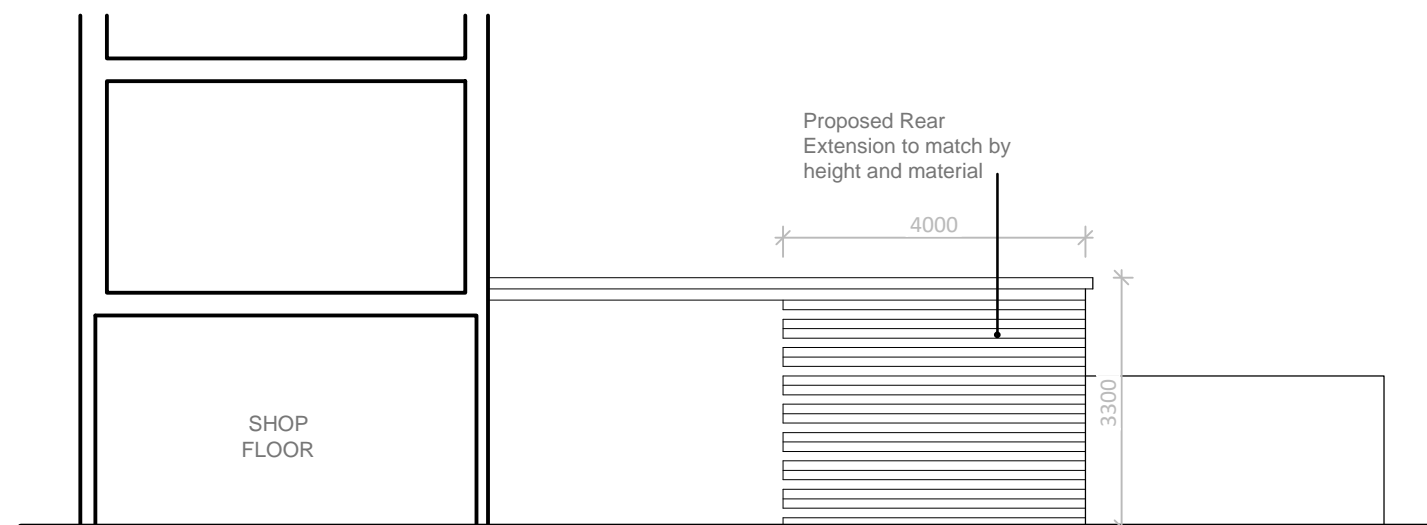 Proposed Rear
Extension to match by
height and material
4000
3300
SHOP
FLOOR